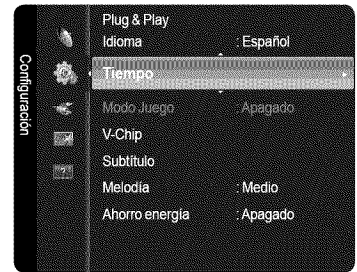 Configuración
Plug & Play
Idioma : Español
Tiempo
Modo Juego : Apagado
V-Chip
Subtítulo
Melodía : Medio
Ahorro energía : Apagado